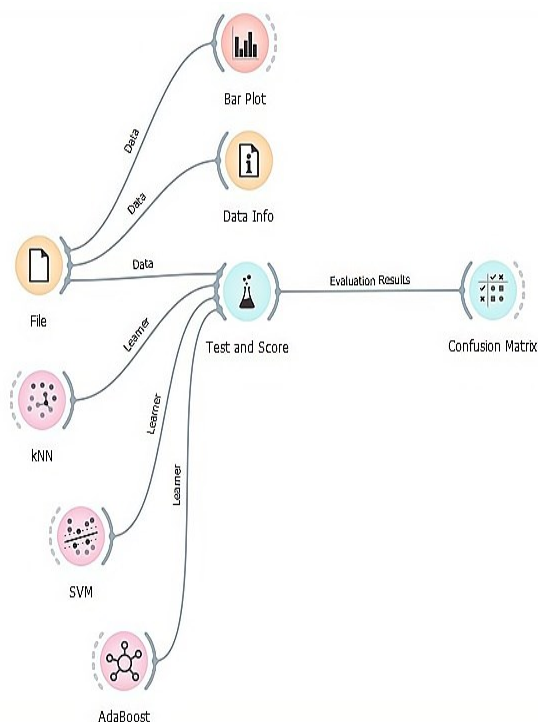 Bar Plot
Data
Data Info
Data
Data
File
Test and Score
Evaluation Results
Confusion Matrix
Learner
kNN
Learner
SVM
Learner
AdaBoost